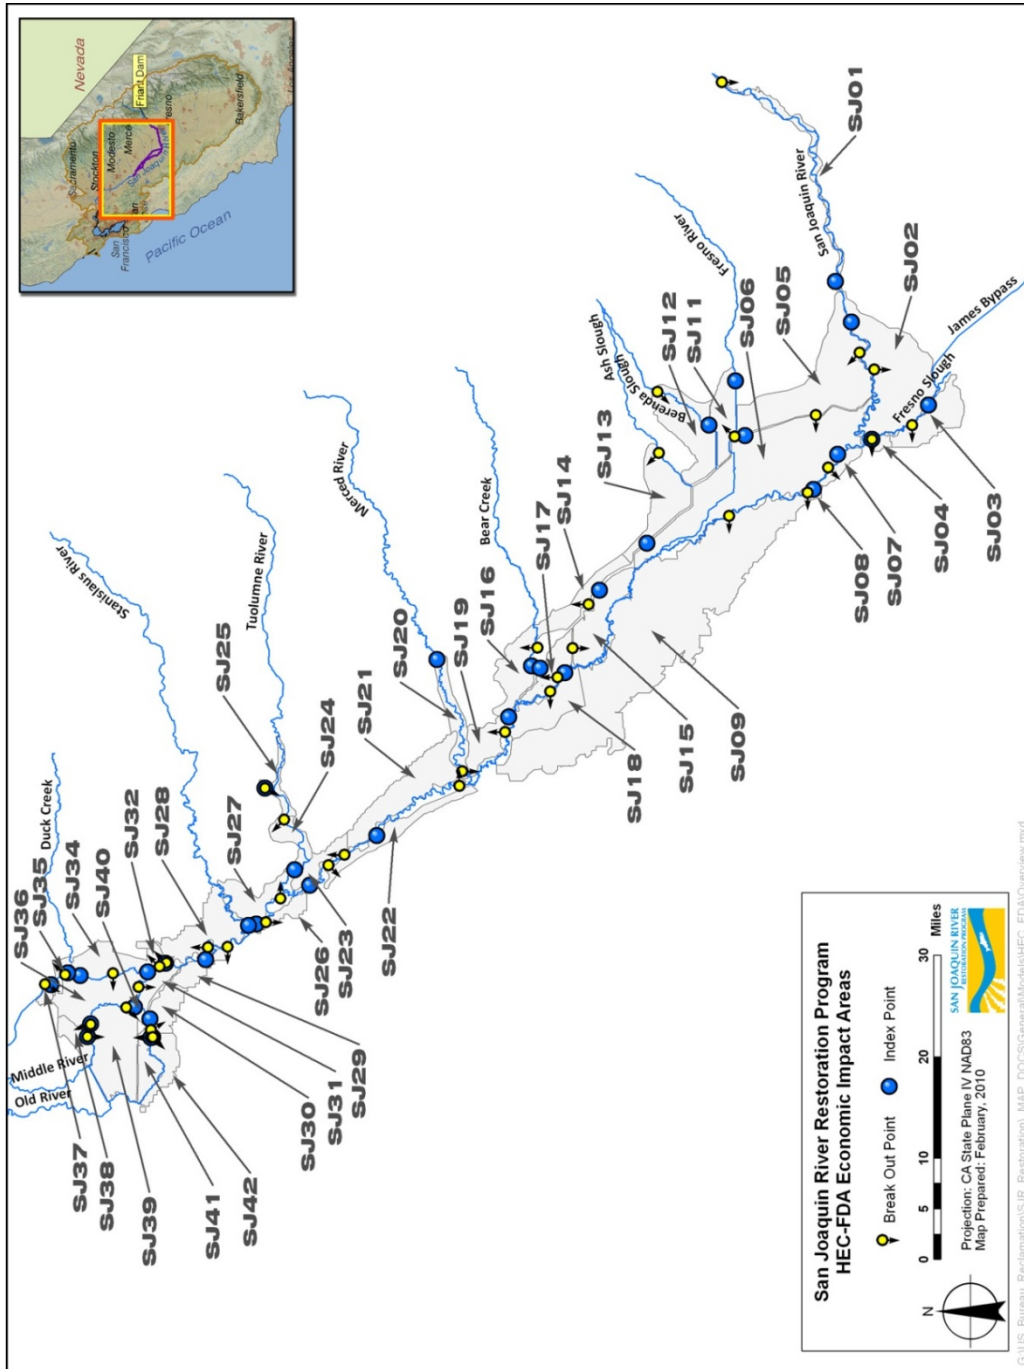 Nevada
Sacramento
Stockton
Modesto
Merce
Friant Dam
resno
San Joaquin River
Bakersfield
San
Francisco
Pacific Ocean
SJ01
San Joaquin River
SJ02
James Bypass
Fresno Slough
SJ03
SJ04
SJ07
SJ08
SJ05
SJ06
SJ11
SJ12
Fresno River
Ash Slough
Berenda Slough
SJ13
SJ14
SJ17
SJ16
Bear Creek
SJ09
SJ15
SJ18
SJ19
SJ20
Merced River
SJ21
SJ22
SJ23
SJ26
SJ24
SJ25
Tuolumne River
Stanislaus River
SJ27
SJ28
SJ32
SJ40
SJ34
SJ35
SJ36
Duck Creek
SJ29
SJ31
SJ30
SJ42
SJ41
SJ39
SJ38
SJ37
Middle River
Old River
San Joaquin River Restoration Program
HEC-FDA Economic Impact Areas
Break Out Point
Index Point
0 5 10 20 30
Miles
N
Projection: CA State Plane IV NAD83
Map Prepared: February, 2010
SAN JOAQUIN RIVER
RESTORATION PROGRAM